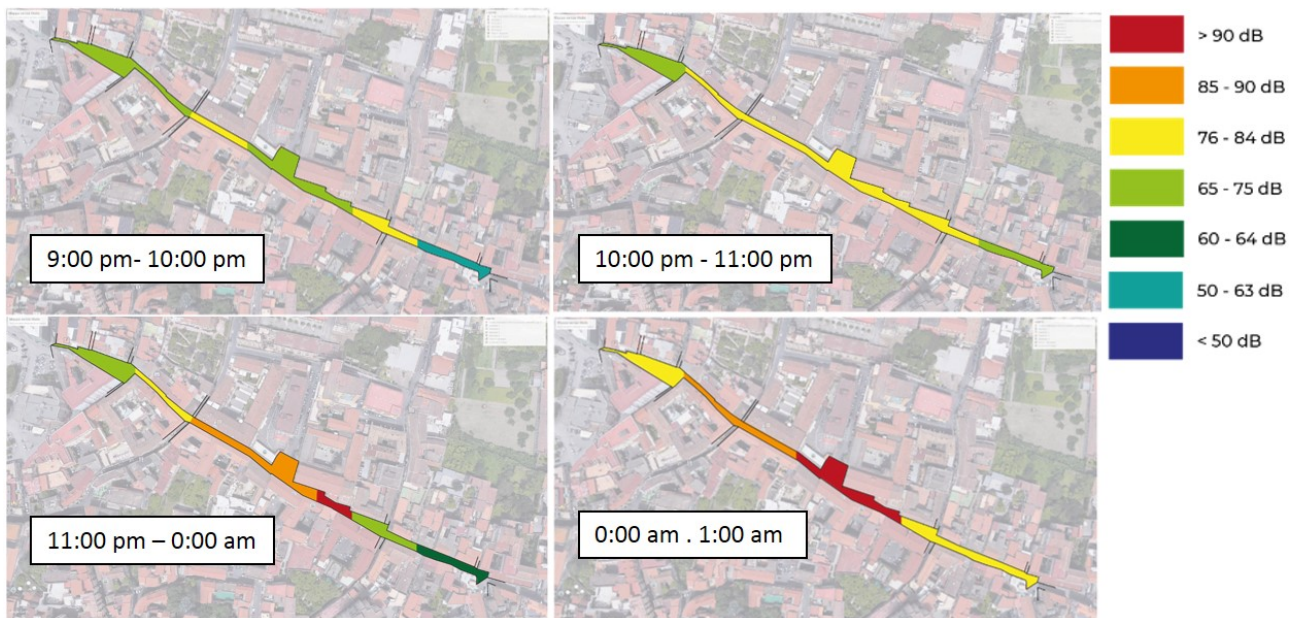 9:00 pm- 10:00 pm
10:00 pm - 11:00 pm
11:00 pm – 0:00 am
0:00 am . 1:00 am
> 90 dB
85 - 90 dB
76 - 84 dB
65 - 75 dB
60 - 64 dB
50 - 63 dB
< 50 dB